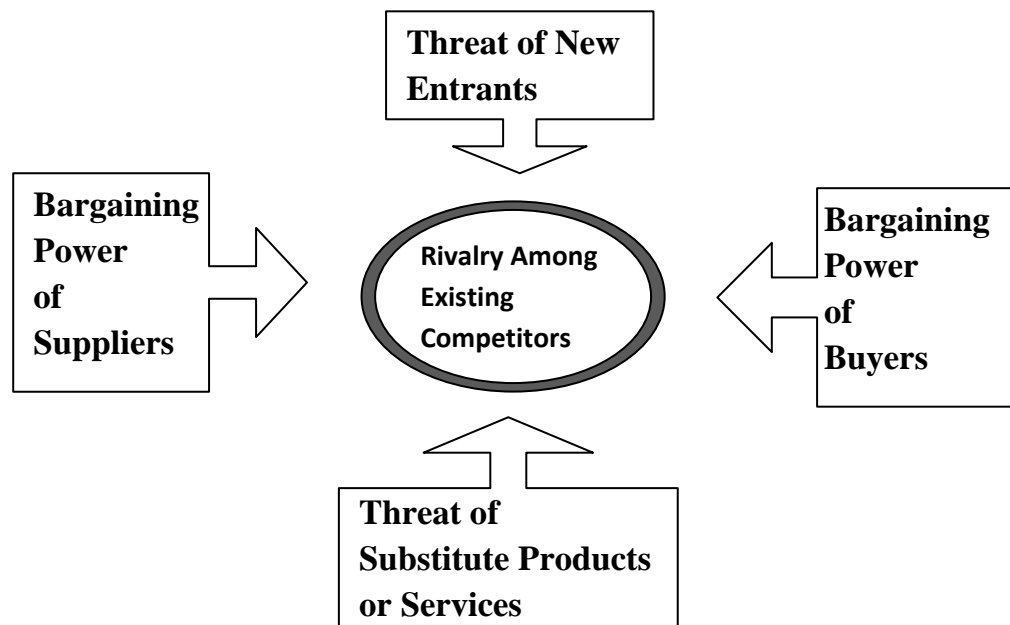 Threat of New
Entrants
Bargaining
Power
of
Suppliers
Rivalry Among
Existing
Competitors
Bargaining
Power
of
Buyers
Threat of
Substitute Products
or Services